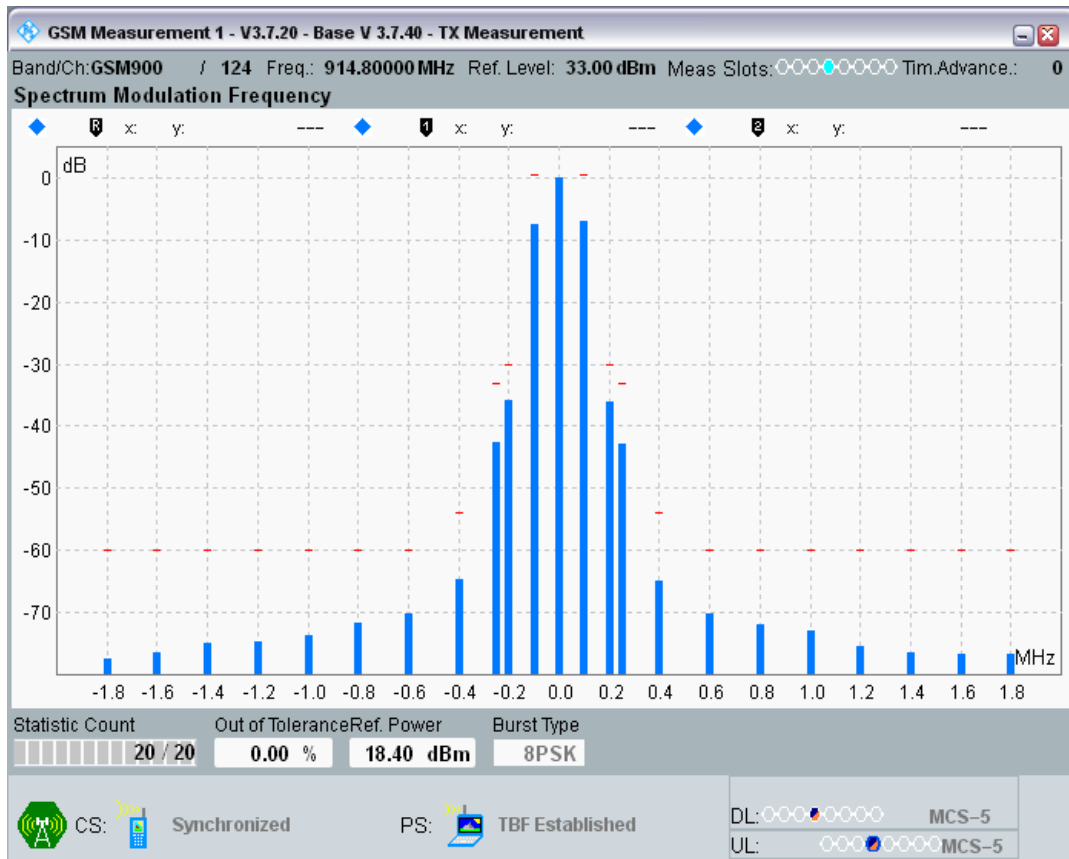 GSM Measurement 1 - V3.7.20 - Base V 3.7.40 - TX Measurement
Band/Ch:GSM900 / 124 Freq.: 914.80000 MHz Ref. Level: 33.00 dBm Meas Slots: Tim.Advance.: 0
Spectrum Modulation Frequency
R x: y: --- 1 x: y: --- 2 x: y: ---
dB
0
-10
-20
-30
-40
-50
-60
-70
MHz
-1.8 -1.6 -1.4 -1.2 -1.0 -0.8 -0.6 -0.4 -0.2 0.0 0.2 0.4 0.6 0.8 1.0 1.2 1.4 1.6 1.8
Statistic Count Out of Tolerance Ref. Power Burst Type
20 / 20 0.00 % 18.40 dBm 8PSK
CS: Synchronized PS: TBF Established
DL: MCS-5
UL: MCS-5